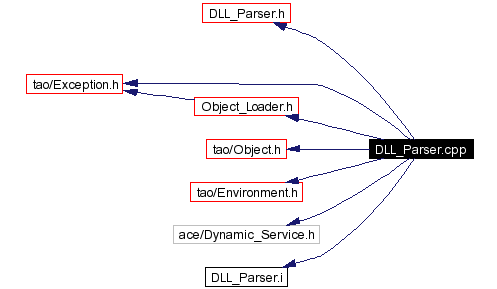 DLL_Parser.h
tao/Exception.h
Object_Loader.h
tao/Object.h
DLL_Parser.cpp
tao/Environment.h
ace/Dynamic_Service.h
DLL_Parser.i